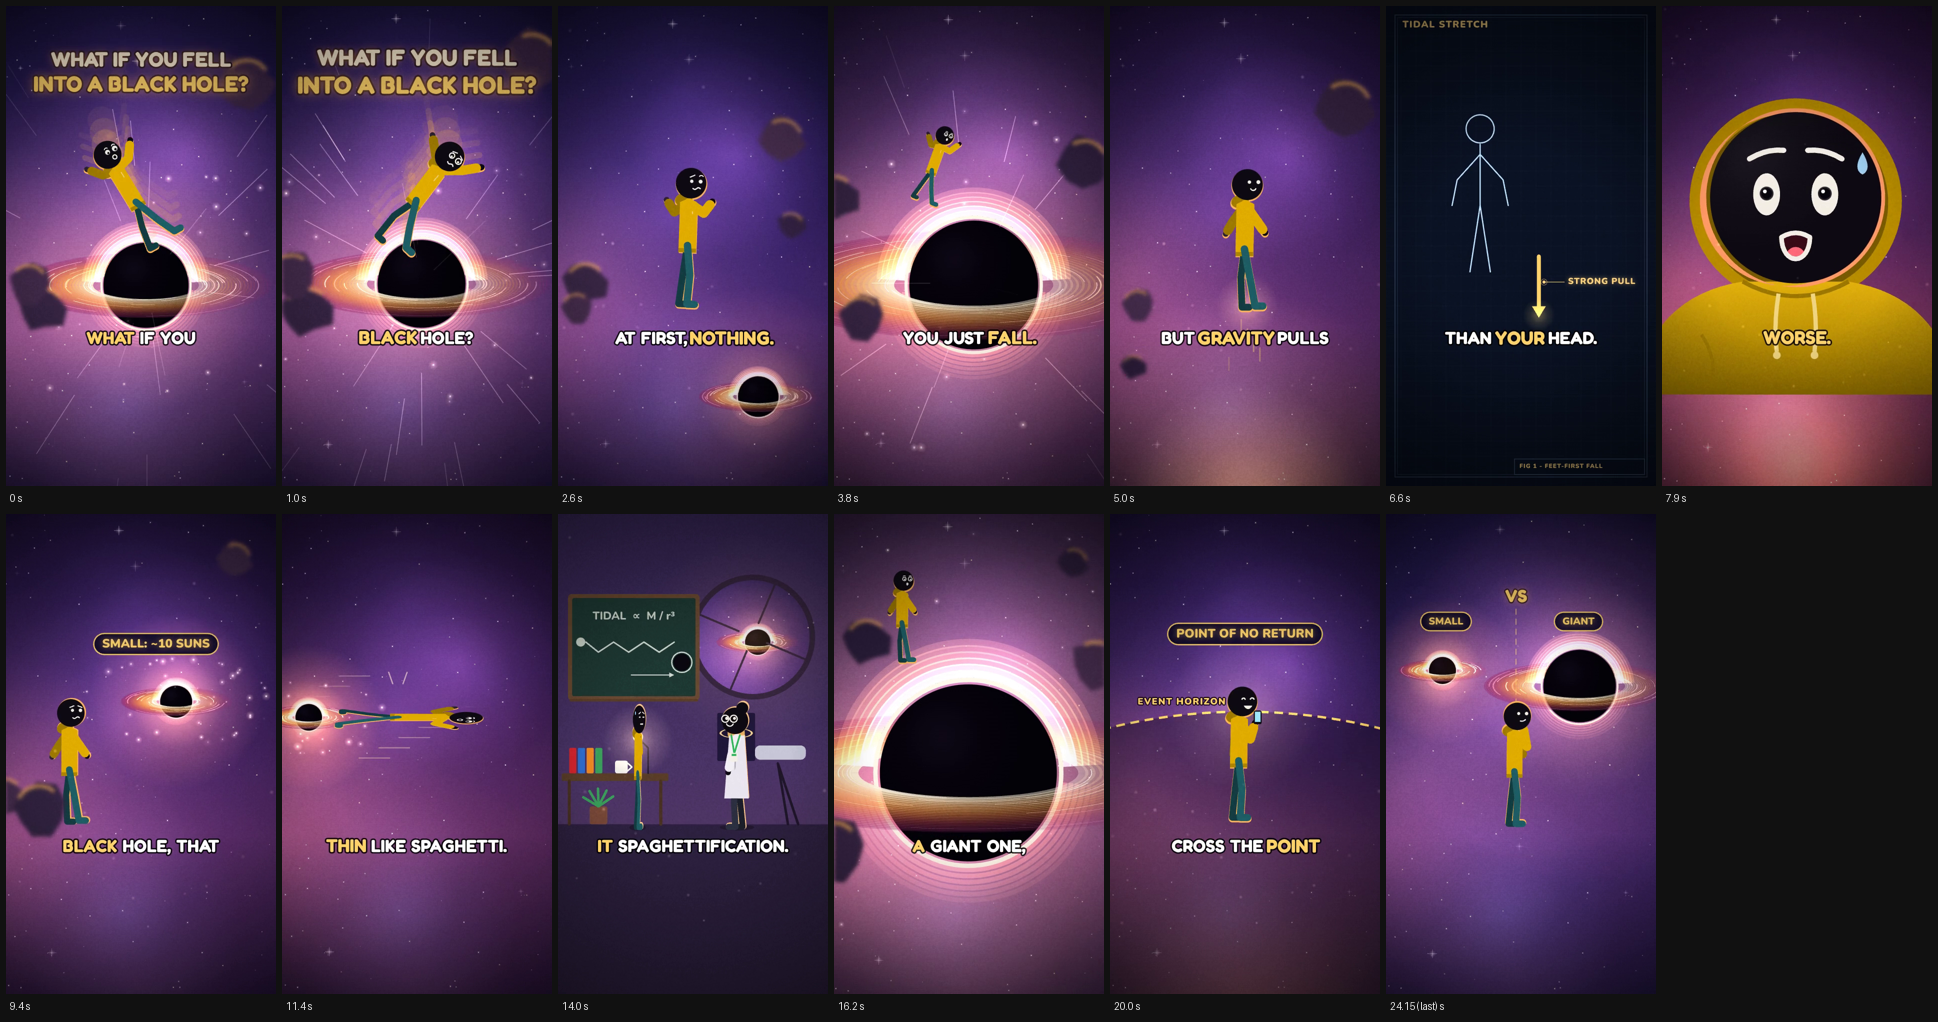 WHAT IF YOU FELL
INTO A BLACK HOLE?
WHAT IF YOU
0s
WHAT IF YOU FELL
INTO A BLACK HOLE?
BLACK HOLE?
1.0s
AT FIRST, NOTHING.
2.6s
YOU JUST FALL.
3.8s
BUT GRAVITY PULLS
5.0s
TIDAL STRETCH
STRONG PULL
THAN YOUR HEAD.
FIG 1 - FEET-FIRST FALL
6.6s
WORSE.
7.9s
SMALL: ~10 SUNS
BLACK HOLE, THAT
9.4s
THIN LIKE SPAGHETTI.
11.4s
TIDAL ∝ M / r³
IT SPAGHETTIFICATION.
14.0s
A GIANT ONE,
16.2s
POINT OF NO RETURN
EVENT HORIZON
CROSS THE POINT
20.0s
VS
SMALL
GIANT
24.15(last)s